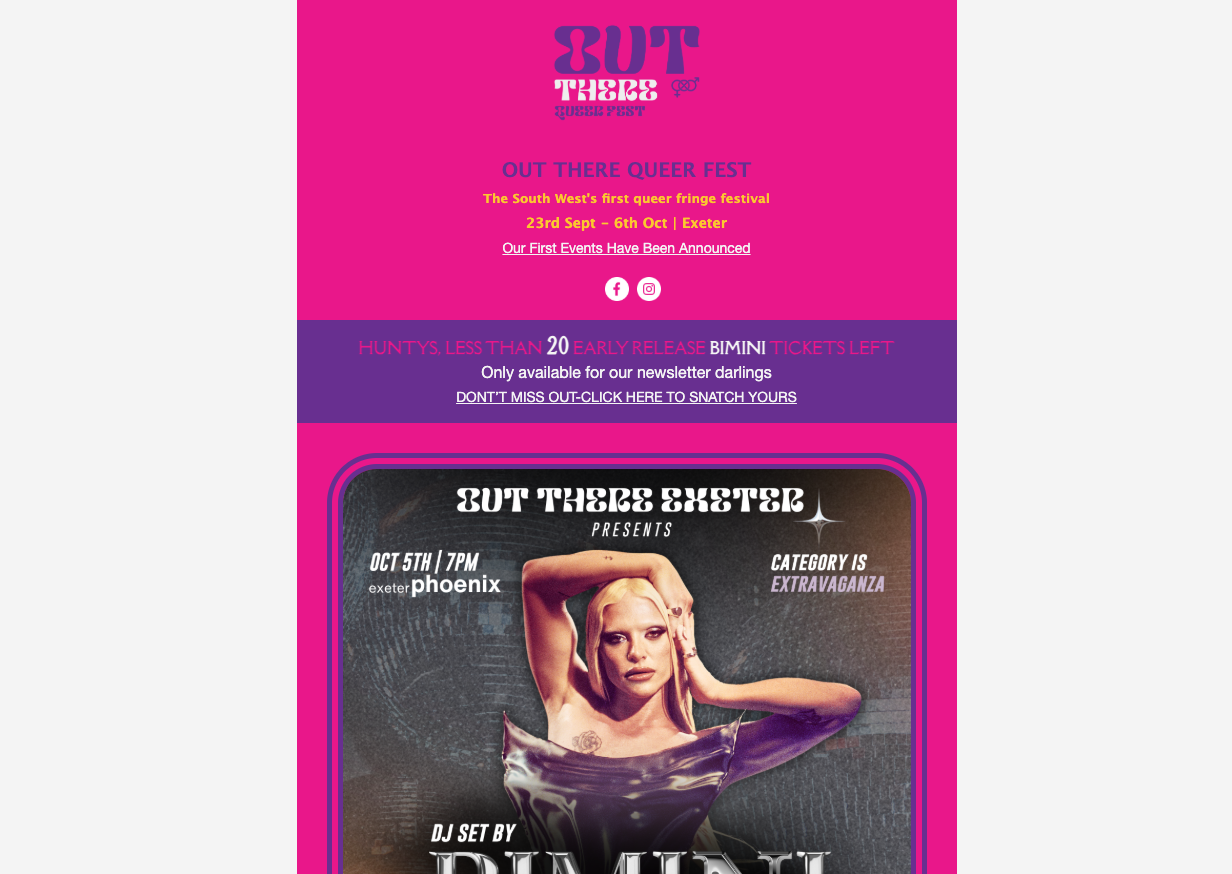 OUT
THERE
QUEER FEST
OUT THERE QUEER FEST
The South West's first queer fringe festival
23rd Sept – 6th Oct | Exeter
Our First Events Have Been Announced
HUNTYS, LESS THAN 20 EARLY RELEASE BIMINI TICKETS LEFT
Only available for our newsletter darlings
DONT'T MISS OUT-CLICK HERE TO SNATCH YOURS
OUT THERE EXETER
PRESENTS
OCT 5TH | 7PM
exeter phoenix
CATEGORY IS
EXTRAVAGANZA
DJ SET BY
BIMINI